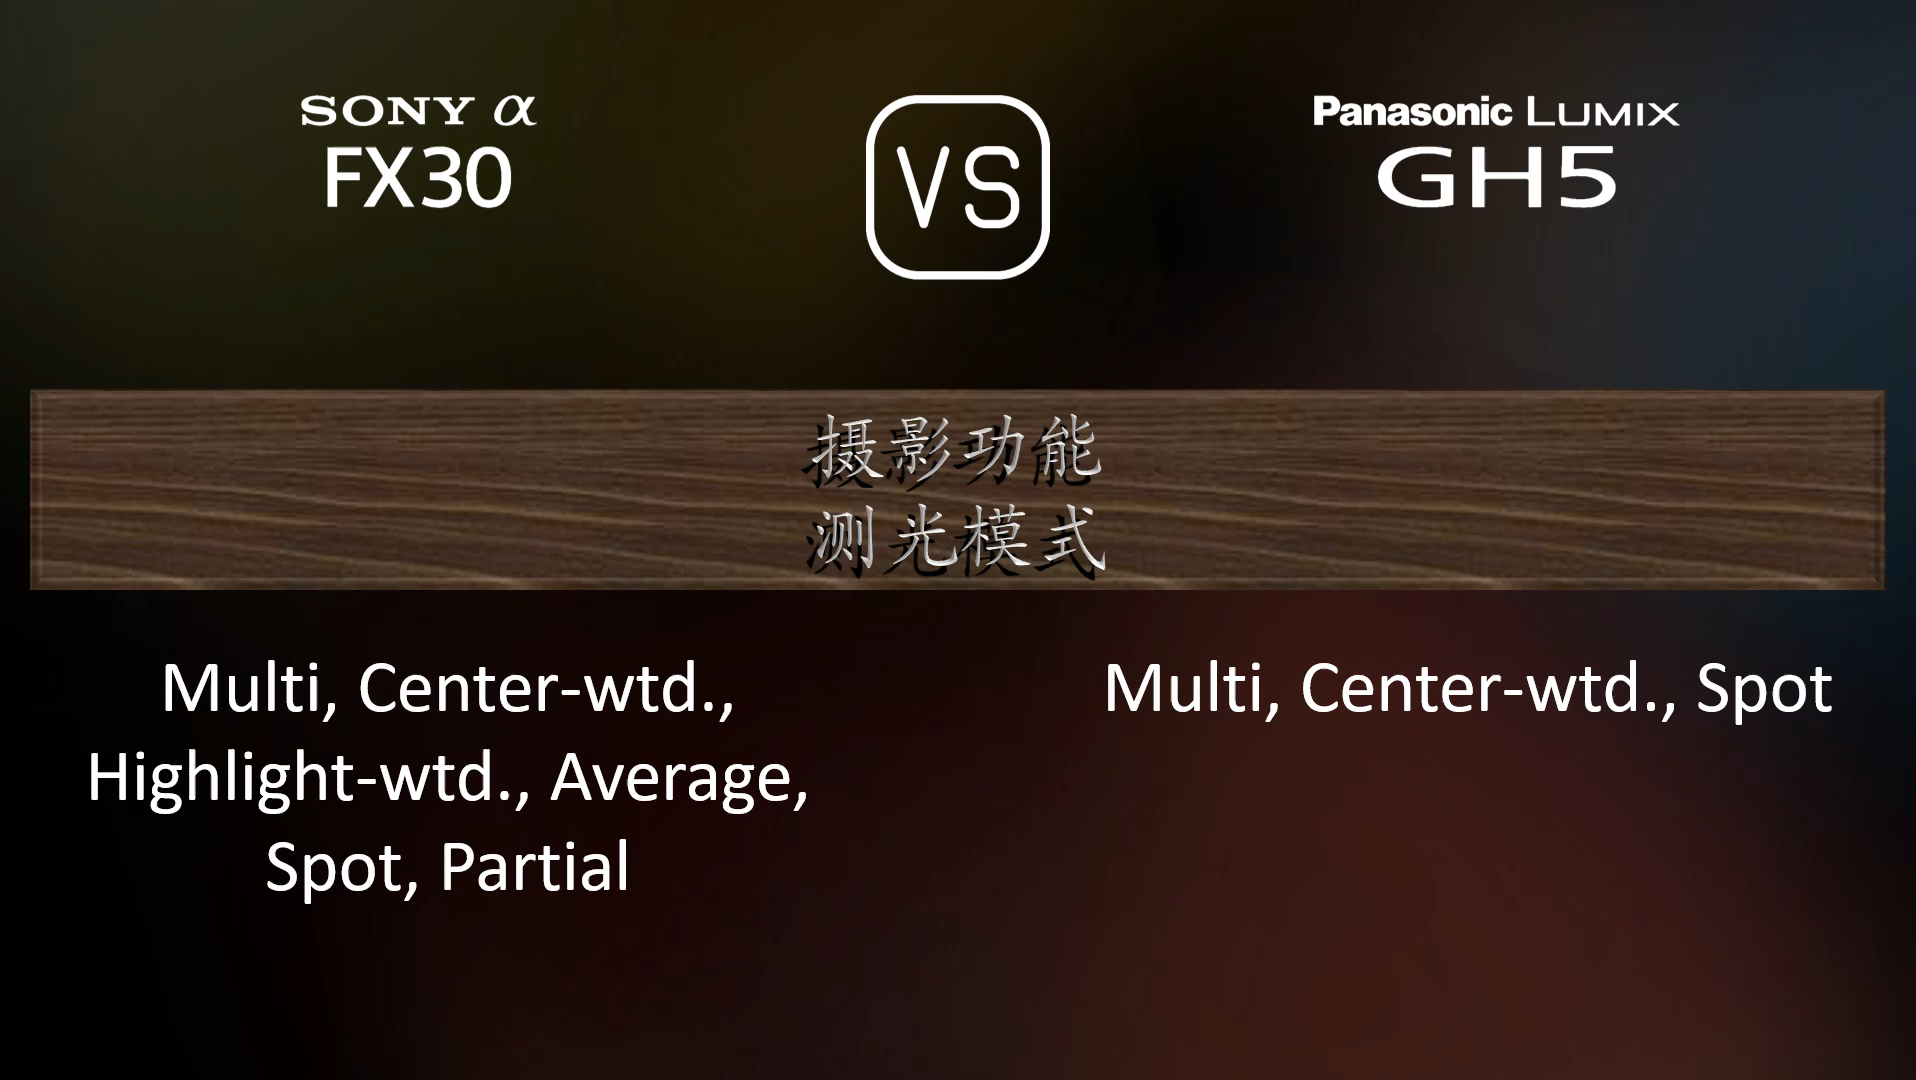 SONY α
FX30
VS
Panasonic LUMIX
GH5
摄影功能
测光模式
Multi, Center-wtd.,
Highlight-wtd., Average,
Spot, Partial
Multi, Center-wtd., Spot